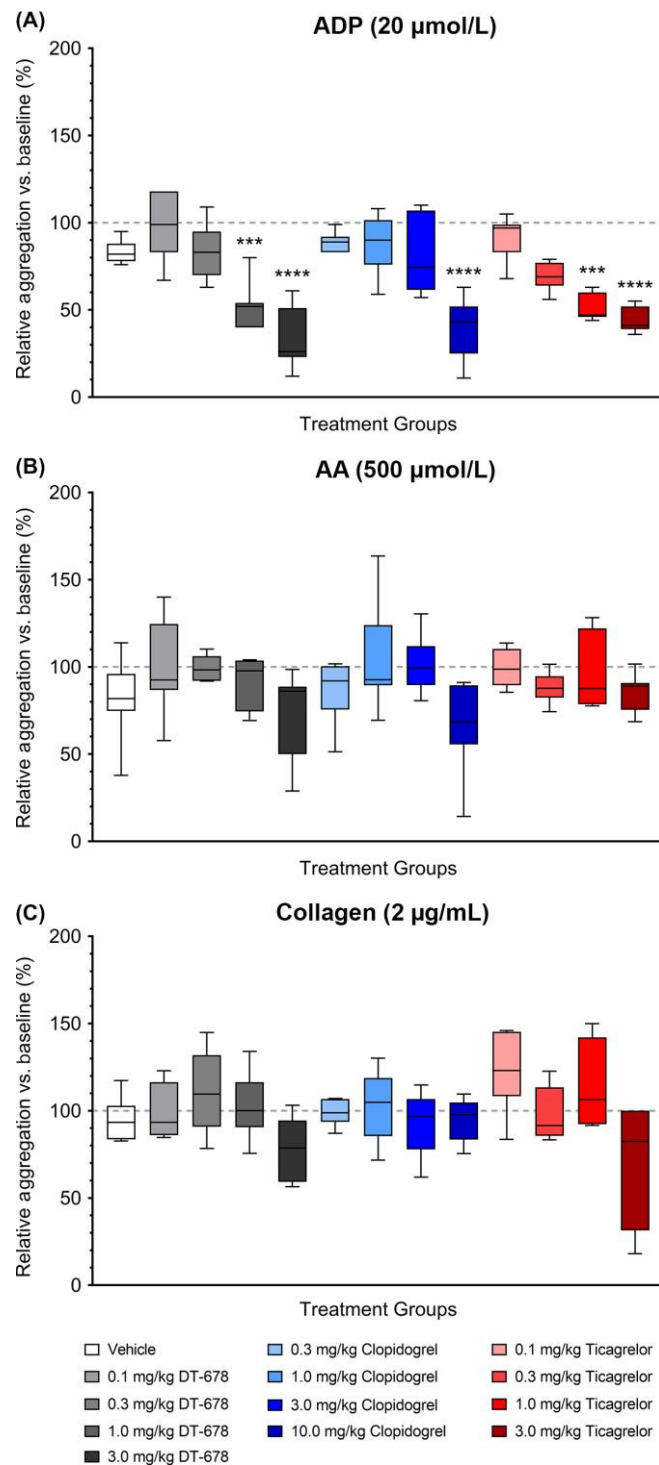 (A)
ADP (20 µmol/L)
Relative aggregation vs. baseline (%)
200
150
100
50
0
***
****
****
***
****
Treatment Groups
(B)
AA (500 µmol/L)
Relative aggregation vs. baseline (%)
200
150
100
50
0
Treatment Groups
(C)
Collagen (2 µg/mL)
Relative aggregation vs. baseline (%)
200
150
100
50
0
Treatment Groups
Vehicle
0.1 mg/kg DT-678
0.3 mg/kg DT-678
1.0 mg/kg DT-678
3.0 mg/kg DT-678
0.3 mg/kg Clopidogrel
1.0 mg/kg Clopidogrel
3.0 mg/kg Clopidogrel
10.0 mg/kg Clopidogrel
0.1 mg/kg Ticagrelor
0.3 mg/kg Ticagrelor
1.0 mg/kg Ticagrelor
3.0 mg/kg Ticagrelor